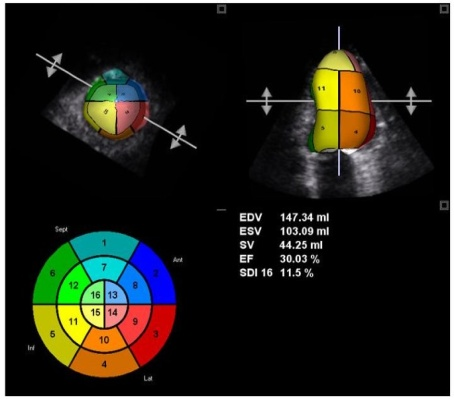 11
16
5
4
Sept
Ant
Inf
Lat
1
6
7
2
12
8
16
13
15
14
11
9
5
10
3
4
EDV 147.34 ml
ESV 103.09 ml
SV 44.25 ml
EF 30.03 %
SDI 16 11.5 %